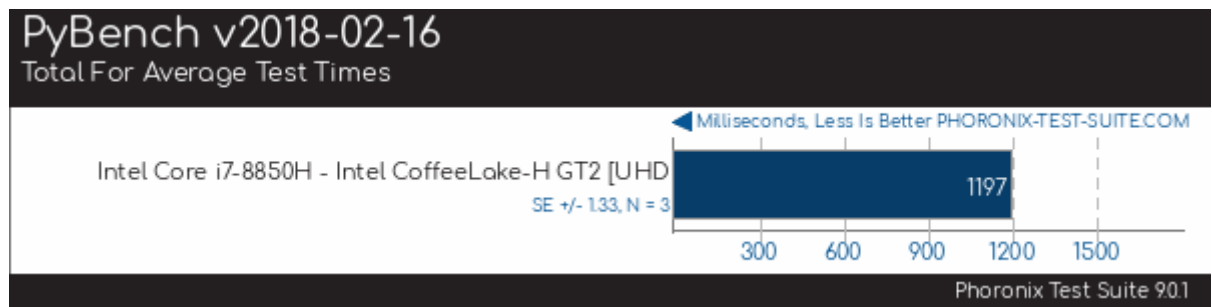 PyBench v2018-02-16
Total For Average Test Times
Milliseconds, Less Is Better PHORONIX-TEST-SUITE.COM
Intel Core i7-8850H - Intel CoffeeLake-H GT2 [UHD
SE +/- 1.33, N = 3
1197
300 600 900 1200 1500
Phoronix Test Suite 9.0.1